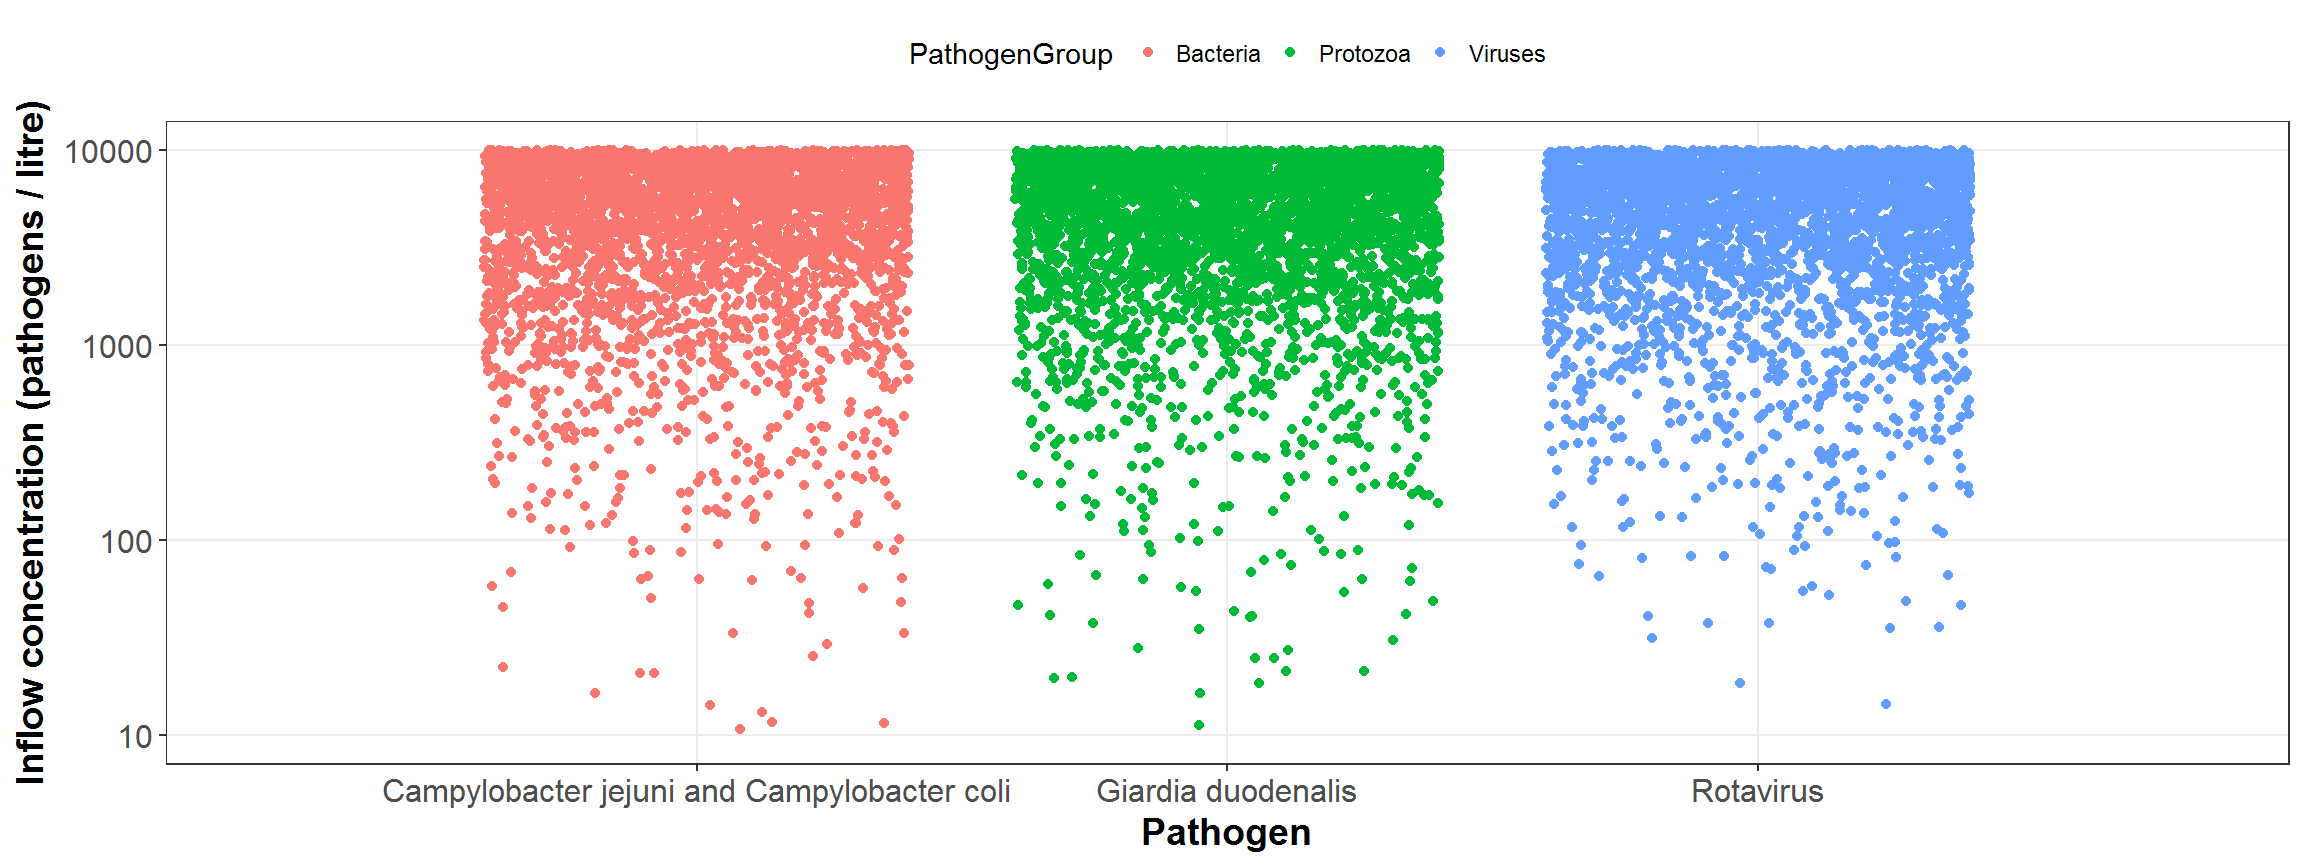 PathogenGroup Bacteria Protozoa Viruses
Inflow concentration (pathogens / litre)
10000
1000
100
10
Campylobacter jejuni and Campylobacter coli Giardia duodenalis Rotavirus
Pathogen